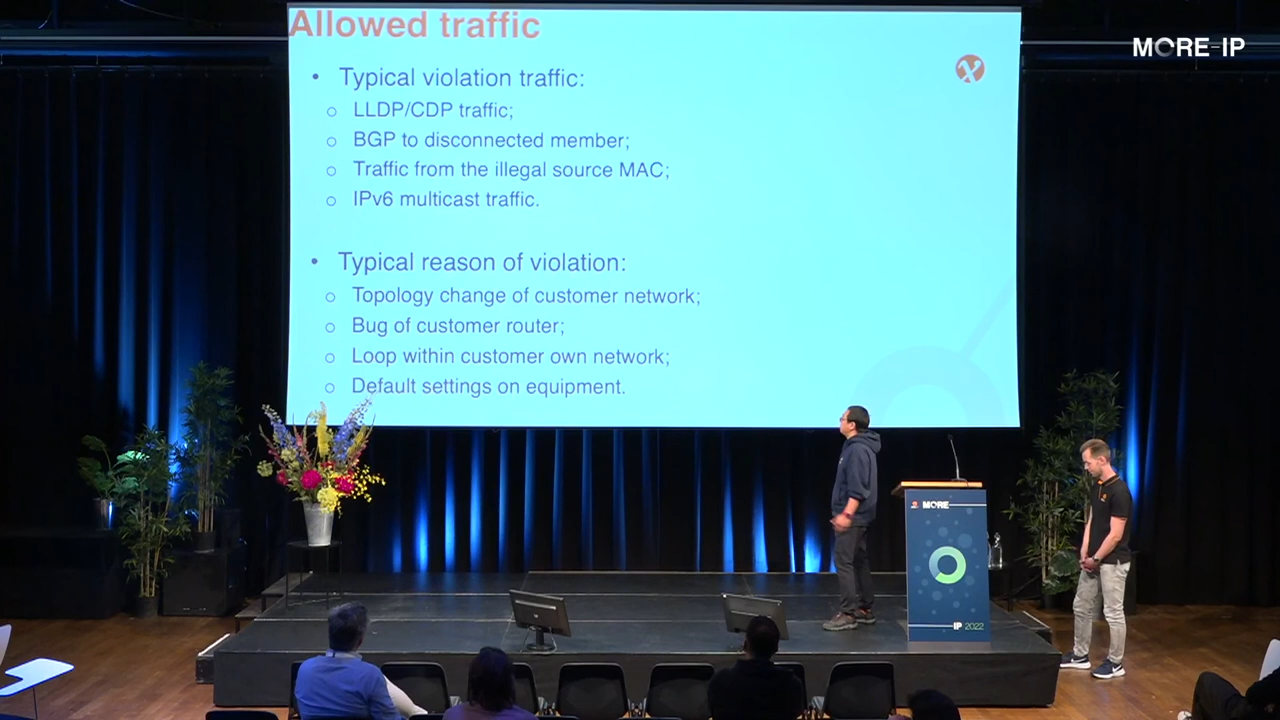 Allowed traffic
MORE-IP
• Typical violation traffic:
○ LLDP/CDP traffic;
○ BGP to disconnected member;
○ Traffic from the illegal source MAC;
○ IPv6 multicast traffic.
• Typical reason of violation:
○ Topology change of customer network;
○ Bug of customer router;
○ Loop within customer own network;
○ Default settings on equipment.
MORE
IP 2022